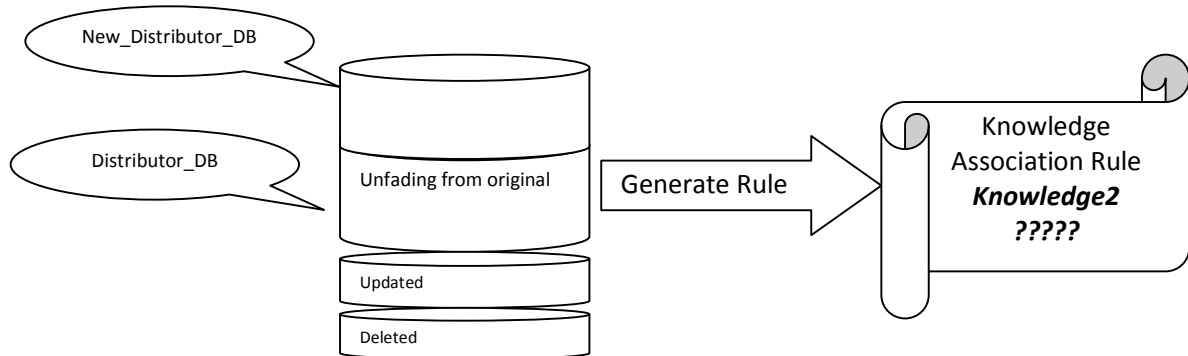 New_Distributor_DB
Distributor_DB
Unfading from original
Updated
Deleted
Generate Rule
Knowledge
Association Rule
Knowledge2
?????